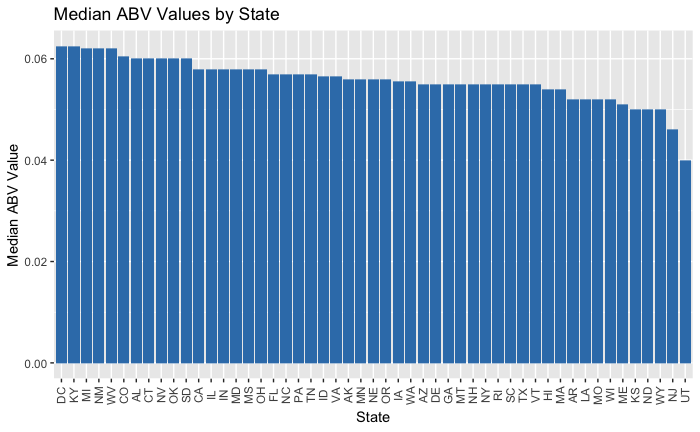 Median ABV Values by State
Median ABV Value
0.06
0.04
0.02
0.00
DC KY MI NM WV CO AL CT NV OK SD CA IL IN MD MS OH FL NC PA TN ID VA AK MN NE OR IA WA AZ DE GA MT NH NY RI SC TX VT HI MA AR LA MO WI ME KS ND WY NJ UT
State